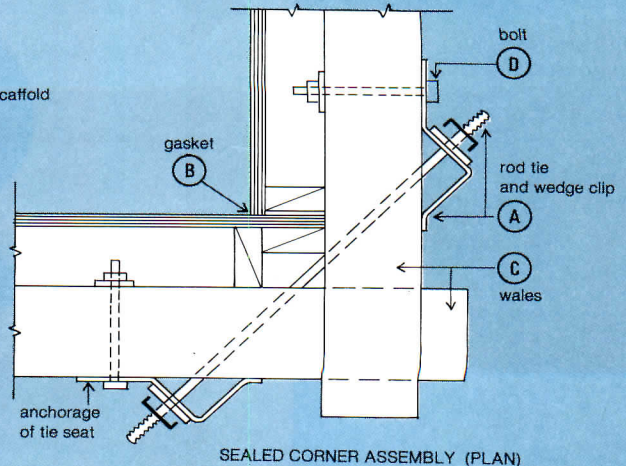 bolt
D
caffold
gasket
B
rod tie
and wedge clip
A
C
wales
anchorage
of tie seat
SEALED CORNER ASSEMBLY (PLAN)